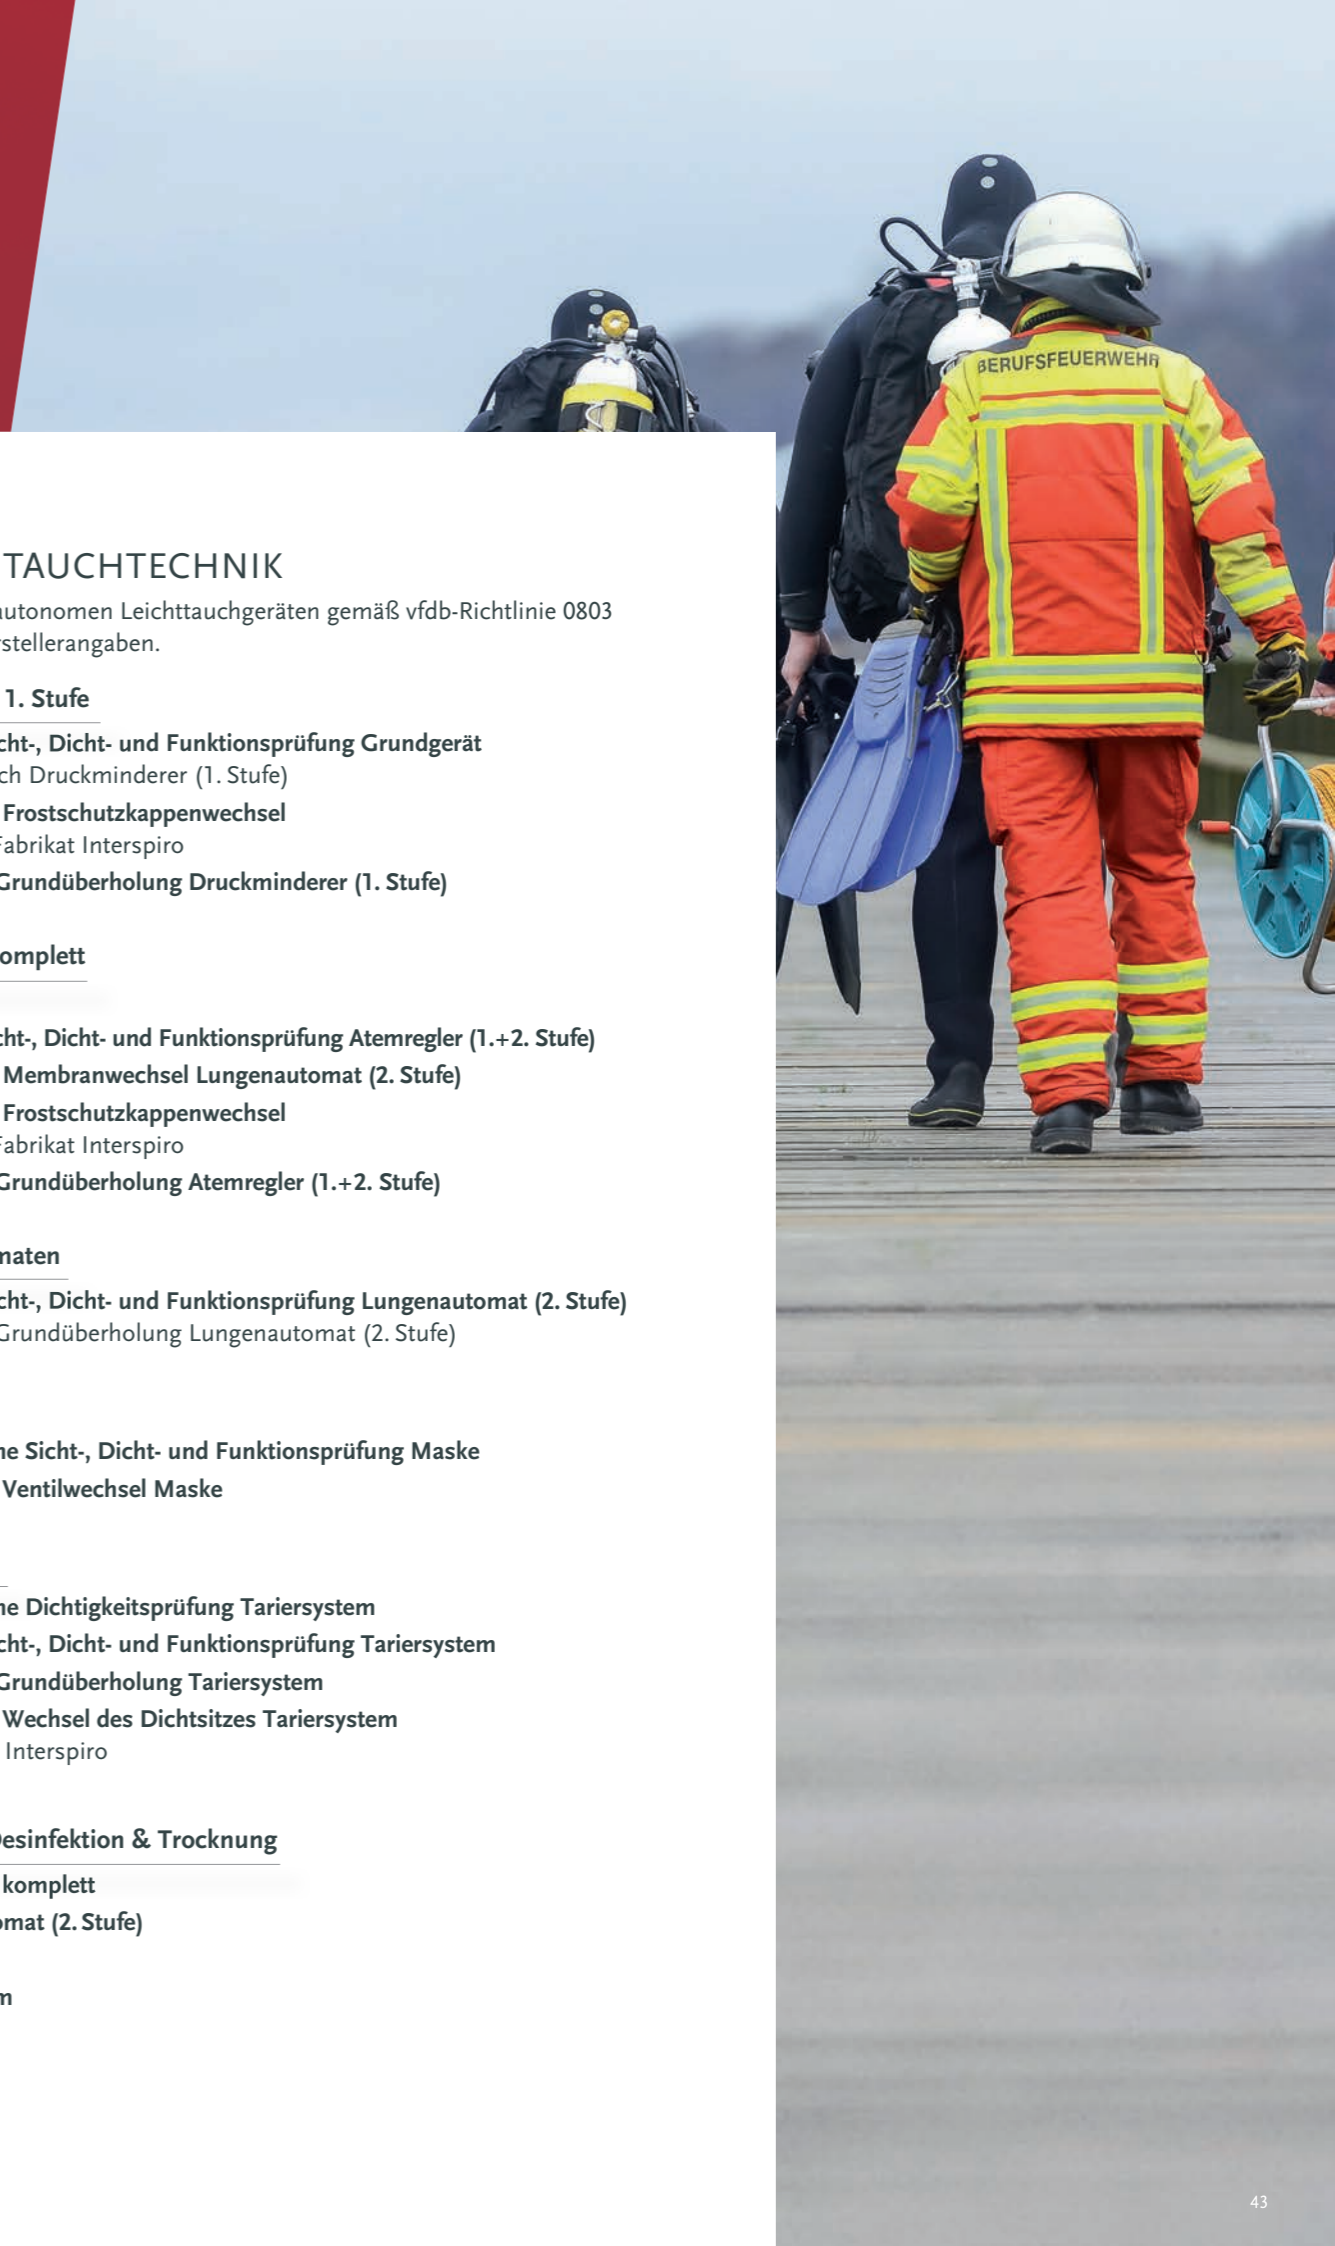 BERUFSFEUERWEHR
TAUCHTECHNIK
autonomen Leichttauchgeräten gemäß vfdb-Richtlinie 0803
rstellerangaben.
1. Stufe
cht-, Dicht- und Funktionsprüfung Grundgerät
ch Druckminderer (1. Stufe)
Frostschutzkappenwechsel
Fabrikat Interspiro
Grundüberholung Druckminderer (1. Stufe)
omplett
cht-, Dicht- und Funktionsprüfung Atemregler (1.+2. Stufe)
Membranwechsel Lungenautomat (2. Stufe)
Frostschutzkappenwechsel
Fabrikat Interspiro
Grundüberholung Atemregler (1.+2. Stufe)
maten
cht-, Dicht- und Funktionsprüfung Lungenautomat (2. Stufe)
Grundüberholung Lungenautomat (2. Stufe)
ne Sicht-, Dicht- und Funktionsprüfung Maske
Ventilwechsel Maske
ne Dichtigkeitsprüfung Tariersystem
cht-, Dicht- und Funktionsprüfung Tariersystem
Grundüberholung Tariersystem
Wechsel des Dichtsitzes Tariersystem
Interspiro
Desinfektion & Trocknung
komplett
omat (2. Stufe)
m
43